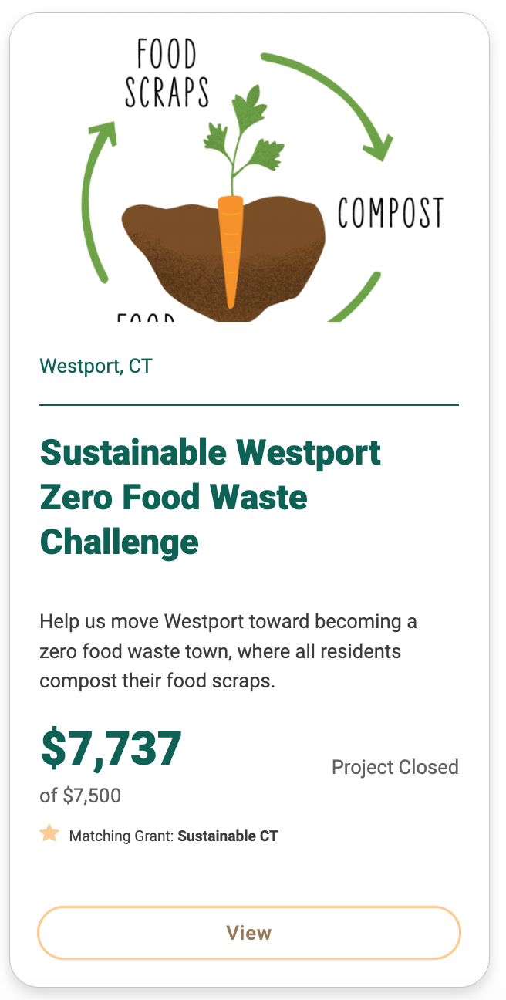 FOOD
SCRAPS
COMPOST
FOOD
Westport, CT
Sustainable Westport
Zero Food Waste
Challenge
Help us move Westport toward becoming a
zero food waste town, where all residents
compost their food scraps.
$7,737
Project Closed
of $7,500
Matching Grant: Sustainable CT
View